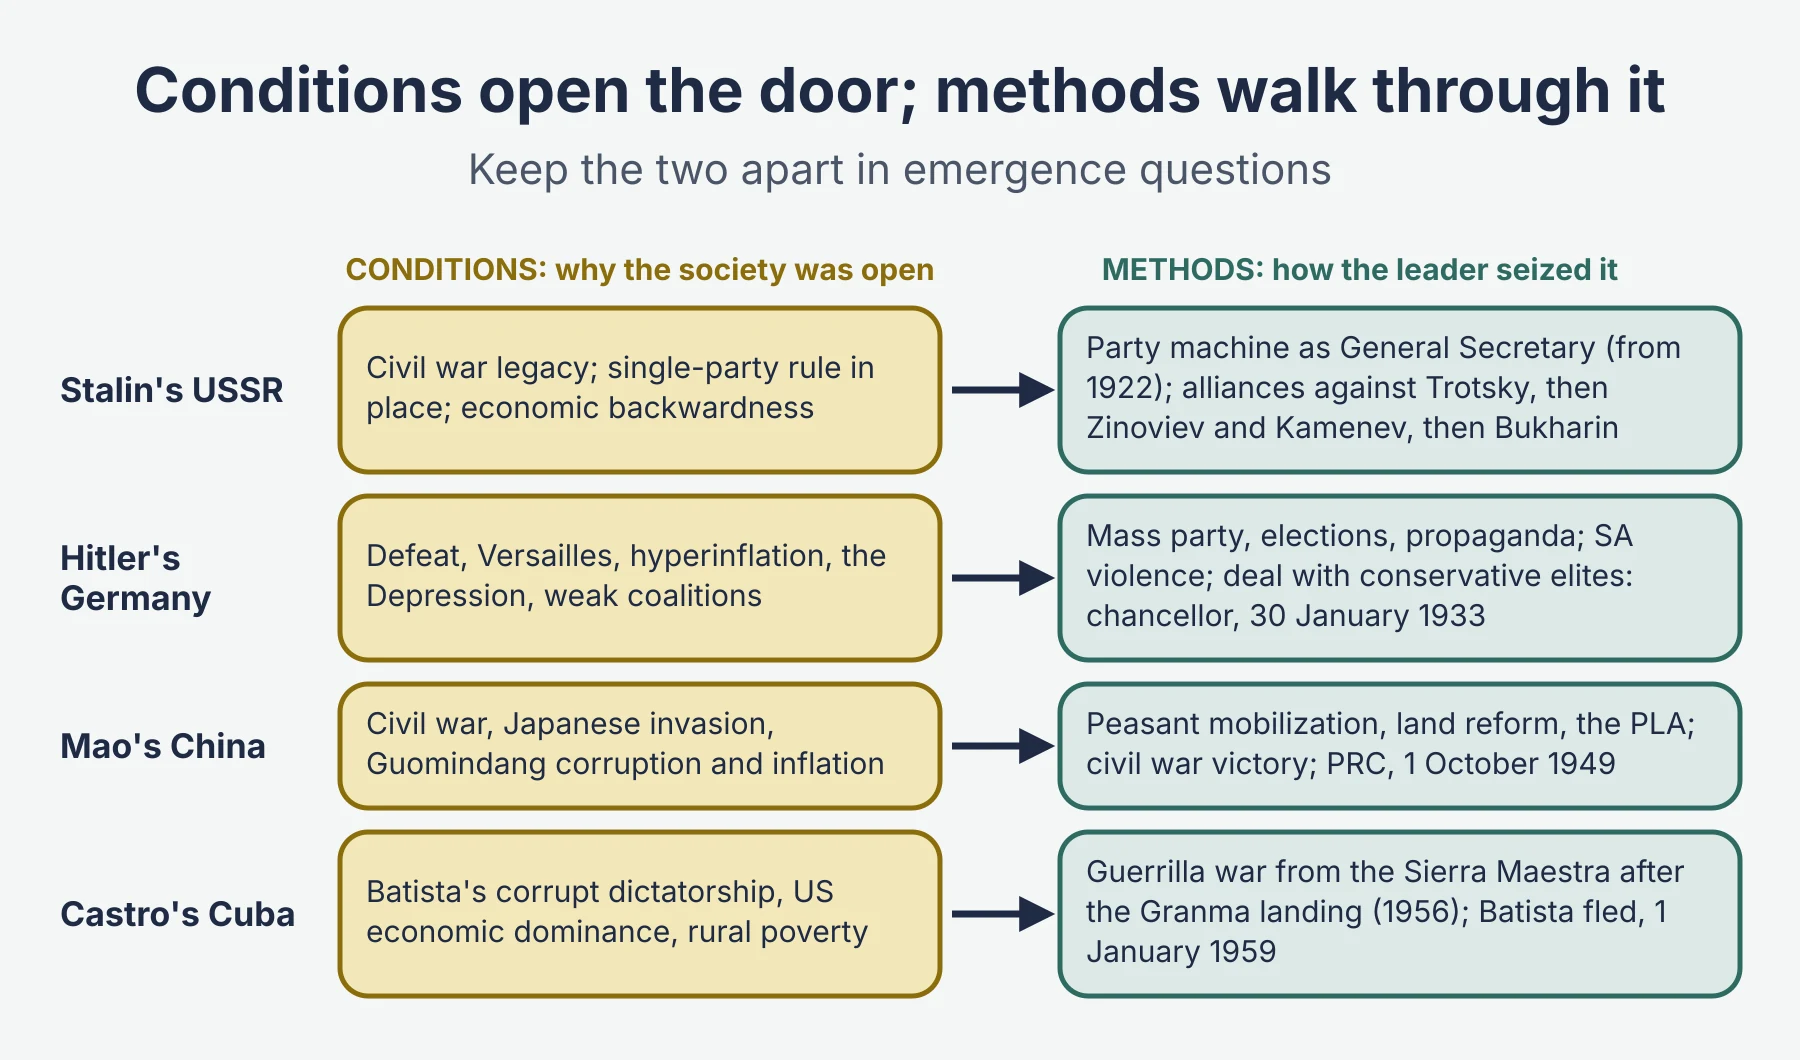 Conditions open the door; methods walk through it
Keep the two apart in emergence questions
CONDITIONS: why the society was open
METHODS: how the leader seized it
Stalin's USSR
Civil war legacy; single-party rule in
place; economic backwardness
Party machine as General Secretary (from
1922); alliances against Trotsky, then
Zinoviev and Kamenev, then Bukharin
Hitler's
Germany
Defeat, Versailles, hyperinflation, the
Depression, weak coalitions
Mass party, elections, propaganda; SA
violence; deal with conservative elites:
chancellor, 30 January 1933
Mao's China
Civil war, Japanese invasion,
Guomindang corruption and inflation
Peasant mobilization, land reform, the PLA;
civil war victory; PRC, 1 October 1949
Castro's Cuba
Batista's corrupt dictatorship, US
economic dominance, rural poverty
Guerrilla war from the Sierra Maestra after
the Granma landing (1956); Batista fled, 1
January 1959